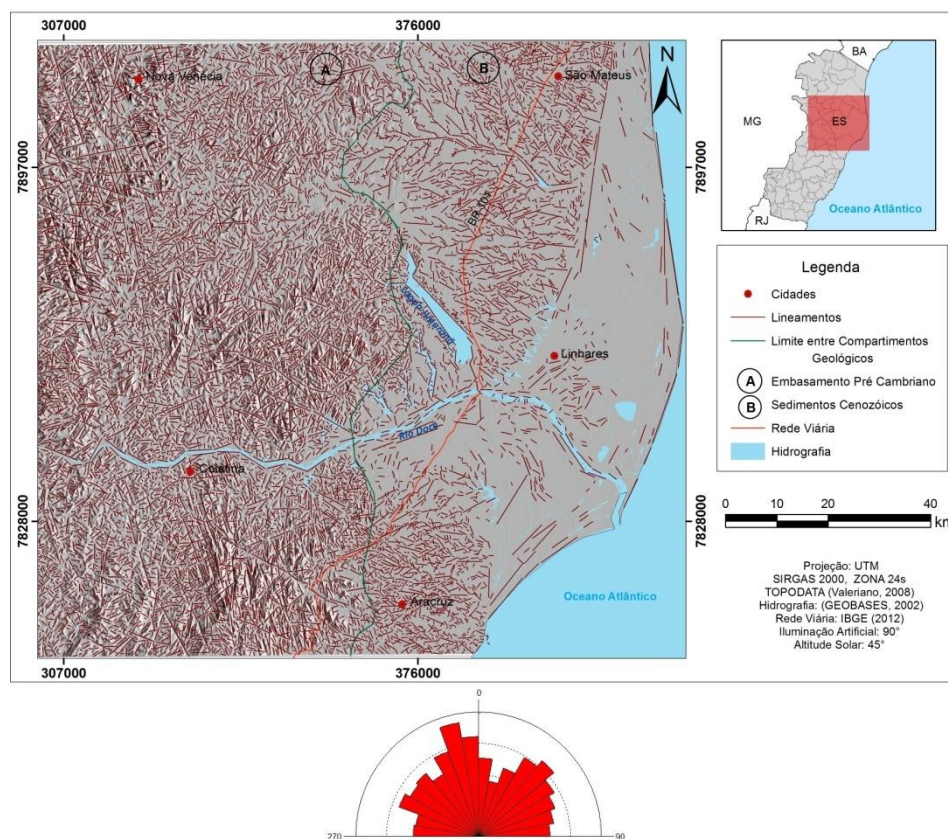 307000
376000
A
B
Nova Venécia
São Mateus
N
7897000
7897000
BR 101
Lagoa Juparanã
Linhares
Rio Doce
Colatina
7828000
7828000
Aracruz
Oceano Atlântico
307000
376000
BA
MG
ES
Oceano Atlântico
RJ
Legenda
Cidades
Lineamentos
Limite entre Compartimentos
Geológicos
A
Embasamento Pré Cambriano
B
Sedimentos Cenozóicos
Rede Viária
Hidrografia
0 10 20 40
km
Projeção: UTM
SIRGAS 2000, ZONA 24s
TOPODATA (Valeriano, 2008)
Hidrografia: (GEOBASES, 2002)
Rede Viária: IBGE (2012)
Iluminação Artificial: 90°
Altitude Solar: 45°
0
270
90